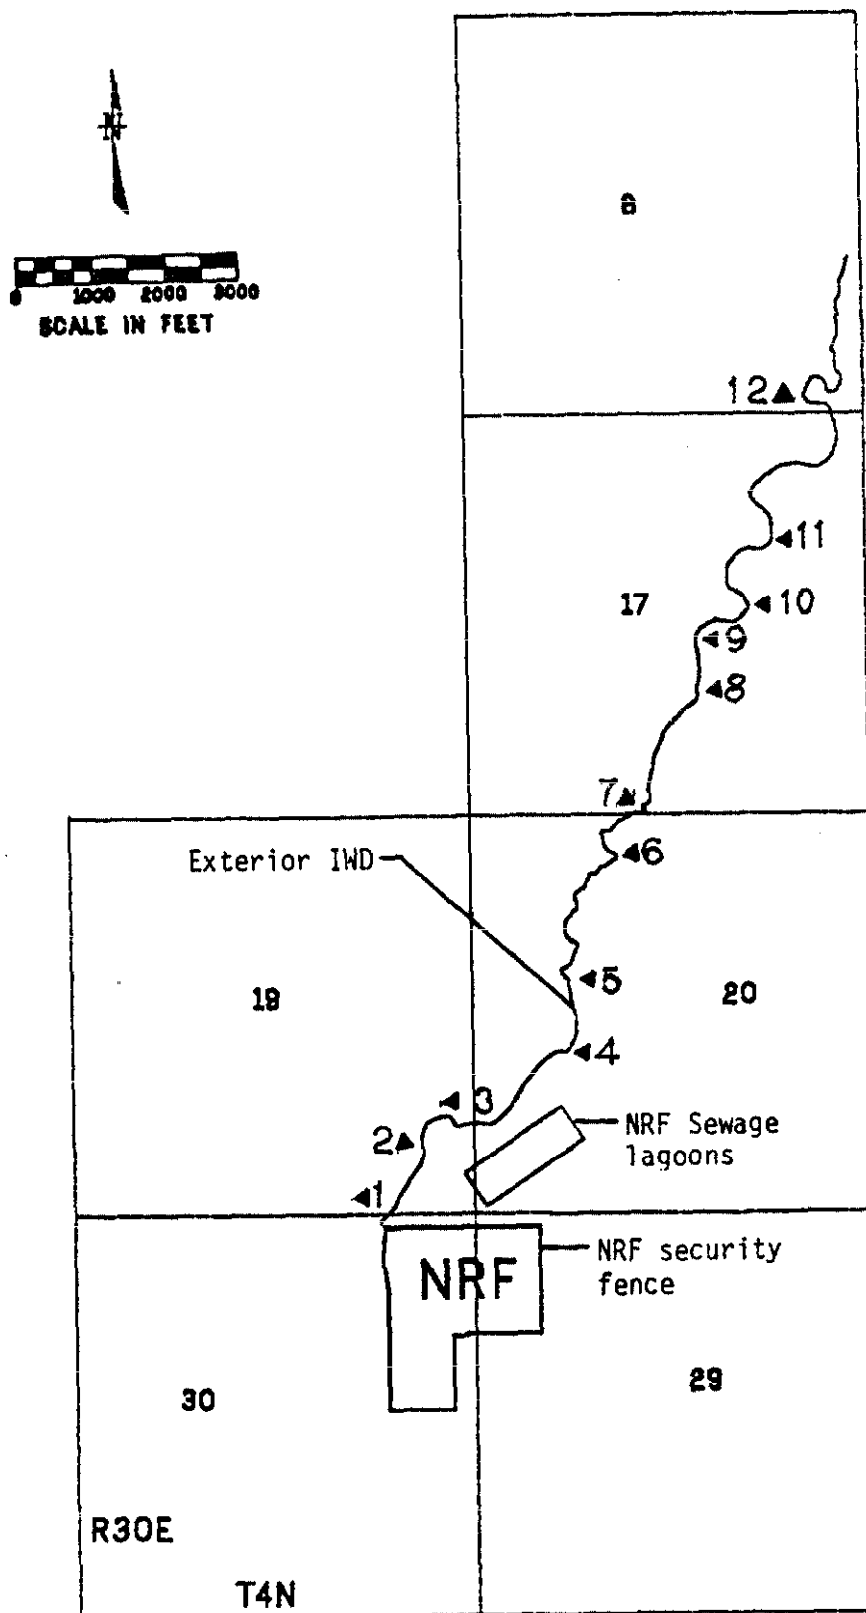 N
8
0 1000 2000 3000
SCALE IN FEET
12
11
17
10
9
8
7
Exterior IWD
6
19
5
20
4
3
2
NRF Sewage
lagoons
1
NRF security
fence
NRF
30
29
R30E
T4N